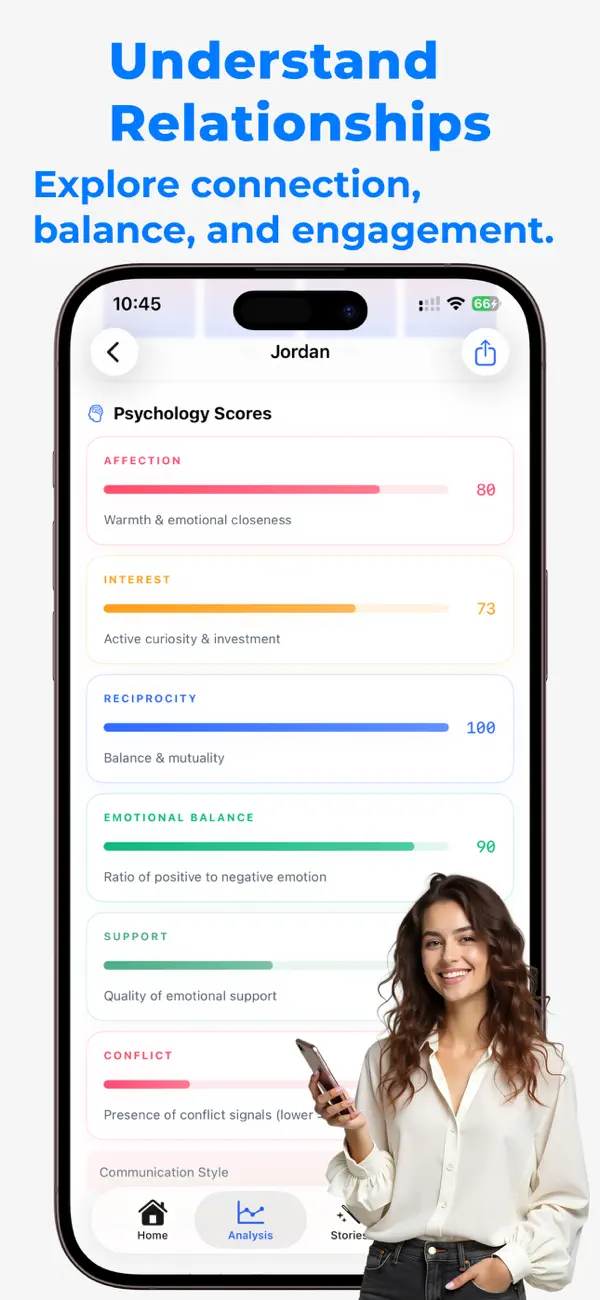 Understand
Relationships
Explore connection,
balance, and engagement.
10:45
66
Jordan
Psychology Scores
AFFECTION
80
Warmth & emotional closeness
INTEREST
73
Active curiosity & investment
RECIPROCITY
100
Balance & mutuality
EMOTIONAL BALANCE
90
Ratio of positive to negative emotion
SUPPORT
Quality of emotional support
CONFLICT
Presence of conflict signals (lower
Communication Style
Home
Analysis
Stories